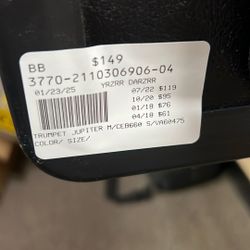 BB $149
3770-2110306906-04
01/23/25 YRZRR DARZRR
07/22 $119
10/20 $95
01/18 $76
04/18 $61
TRUMPET JUPITER M/CEB660 S/VA60475
COLOR/ SIZE/